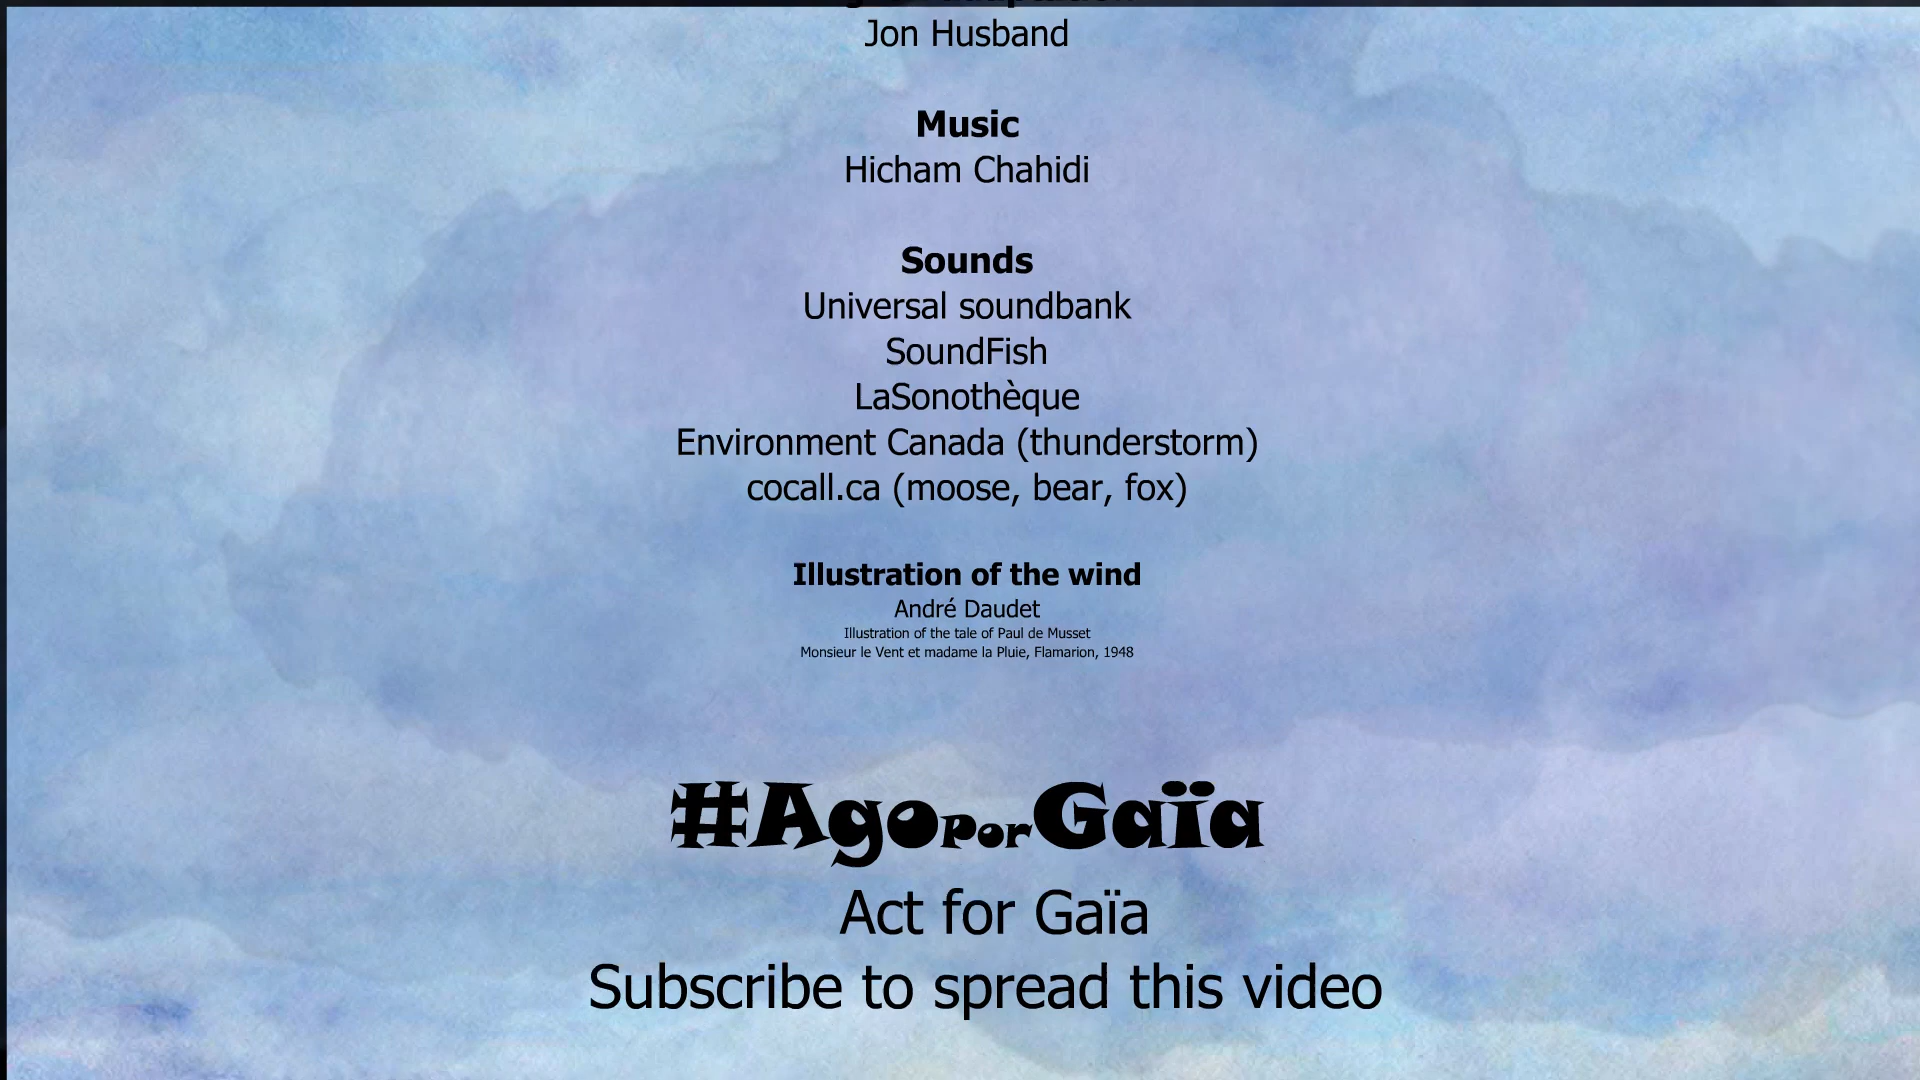 Jon Husband
Music
Hicham Chahidi
Sounds
Universal soundbank
SoundFish
LaSonothèque
Environment Canada (thunderstorm)
cocall.ca (moose, bear, fox)
Illustration of the wind
André Daudet
Illustration of the tale of Paul de Musset
Monsieur le Vent et madame la Pluie, Flamarion, 1948
#AgoporGaïa
Act for Gaïa
Subscribe to spread this video